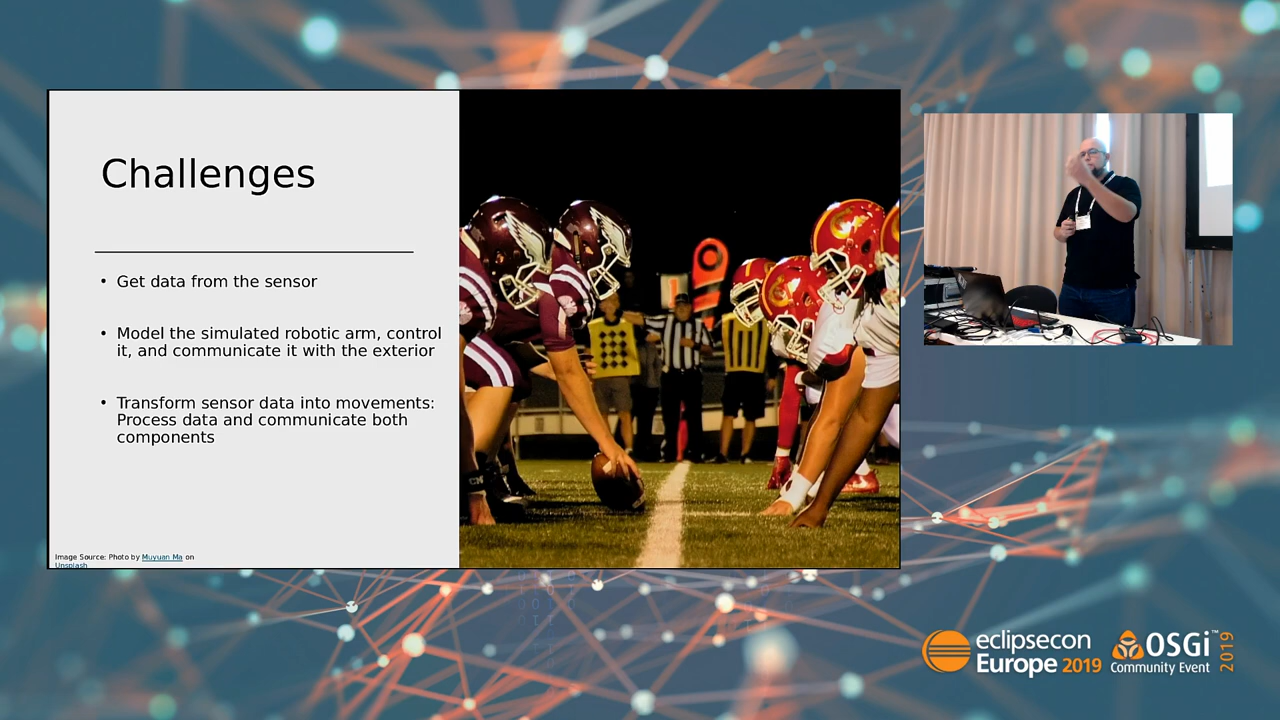 Challenges
• Get data from the sensor
• Model the simulated robotic arm, control
it, and communicate it with the exterior
• Transform sensor data into movements:
Process data and communicate both
components
Image Source: Photo by Muyuan Ma on
Unsplash
eclipsecon
Europe 2019
OSGi™
Community Event
2019